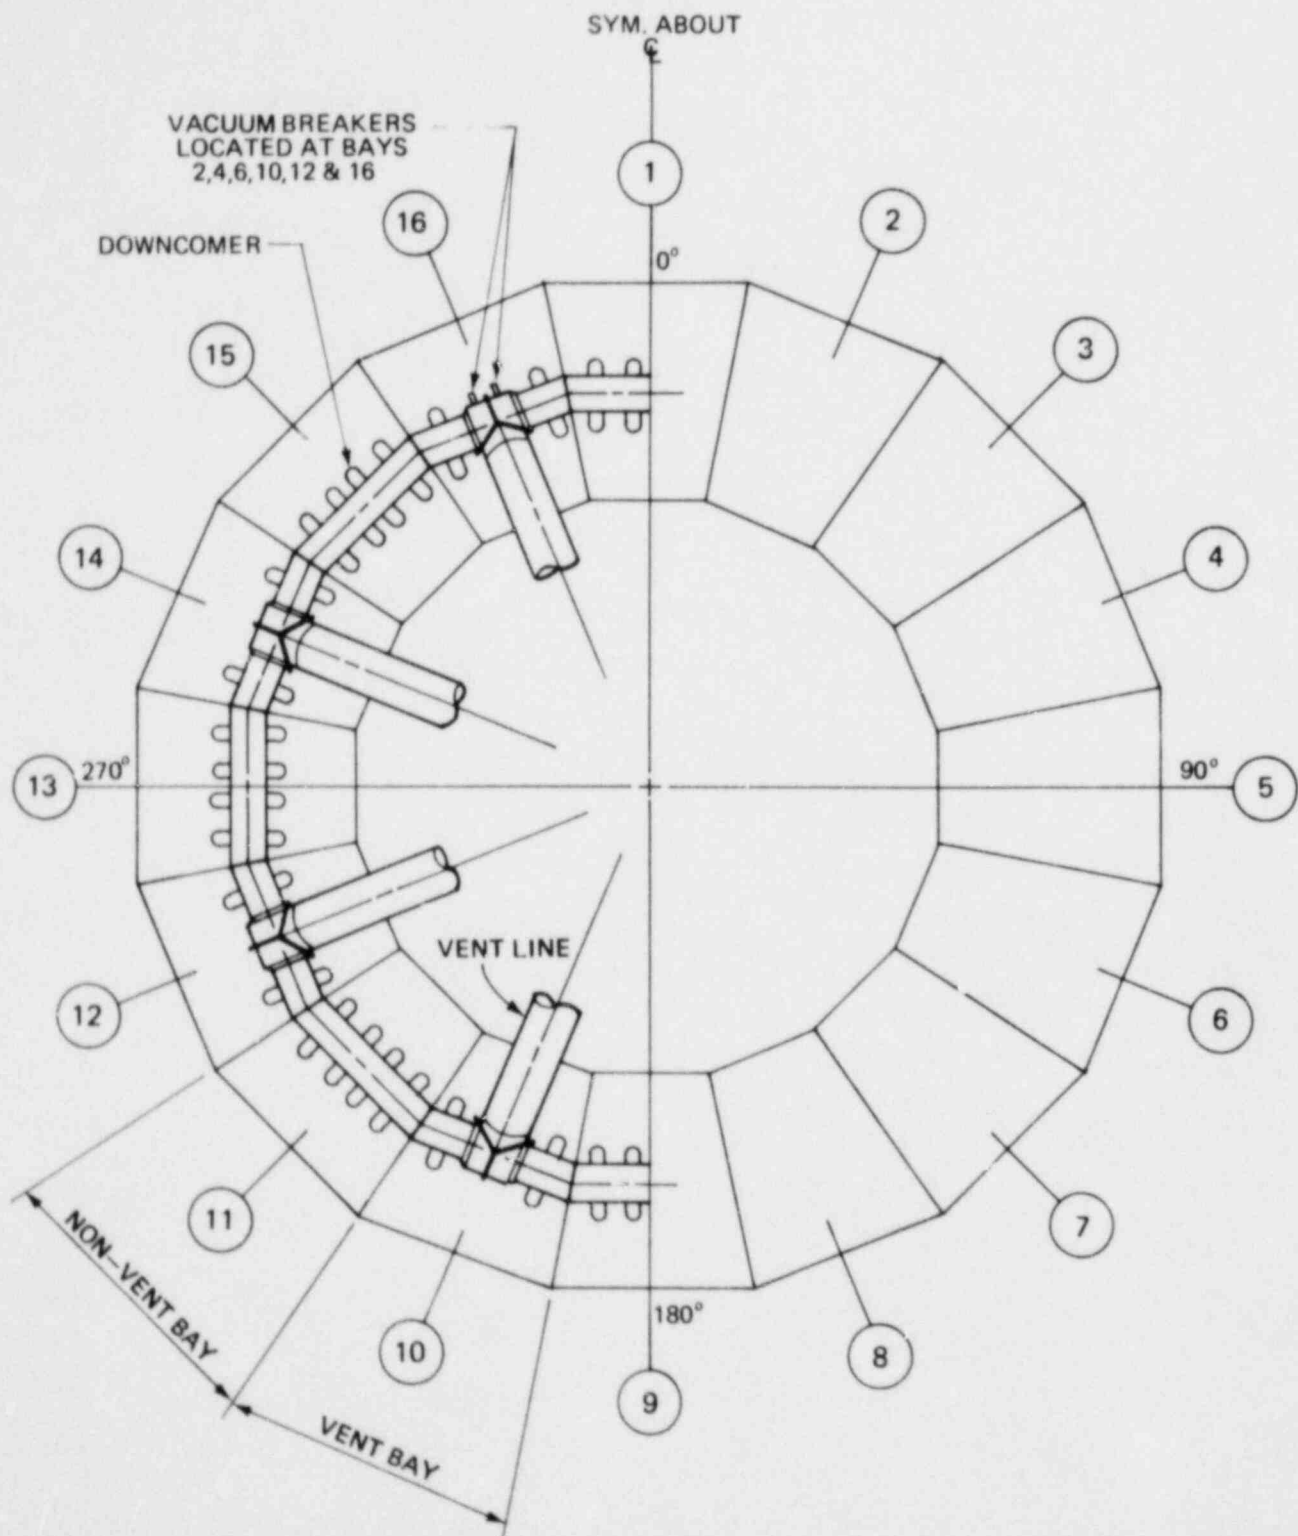 SYM. ABOUT
℄
VACUUM BREAKERS
LOCATED AT BAYS
2,4,6,10,12 & 16
DOWNCOMER
1
16
2
0°
15
3
14
4
13
270°
90°
5
VENT LINE
12
6
11
7
NON-VENT BAY
180°
10
8
9
VENT BAY